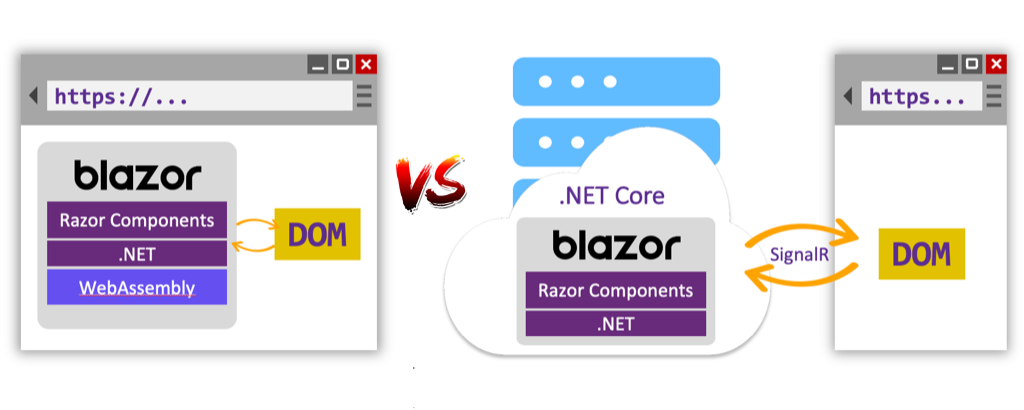 https://...
blazor
Razor Components
.NET
WebAssembly
DOM
VS
.NET Core
blazor
Razor Components
.NET
SignalR
https...
DOM